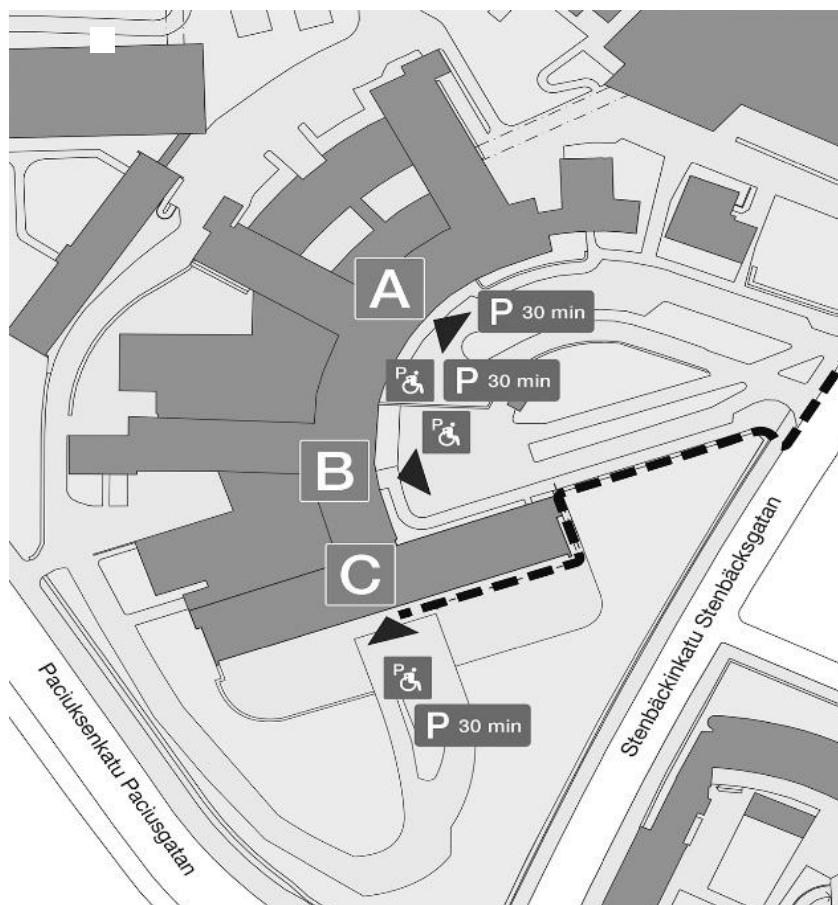 A
P 30 min
P
P 30 min
P
B
C
P
P 30 min
Paciuksenkatu Paciusgatan
Stenbäckinkatu Stenbäcksgatan